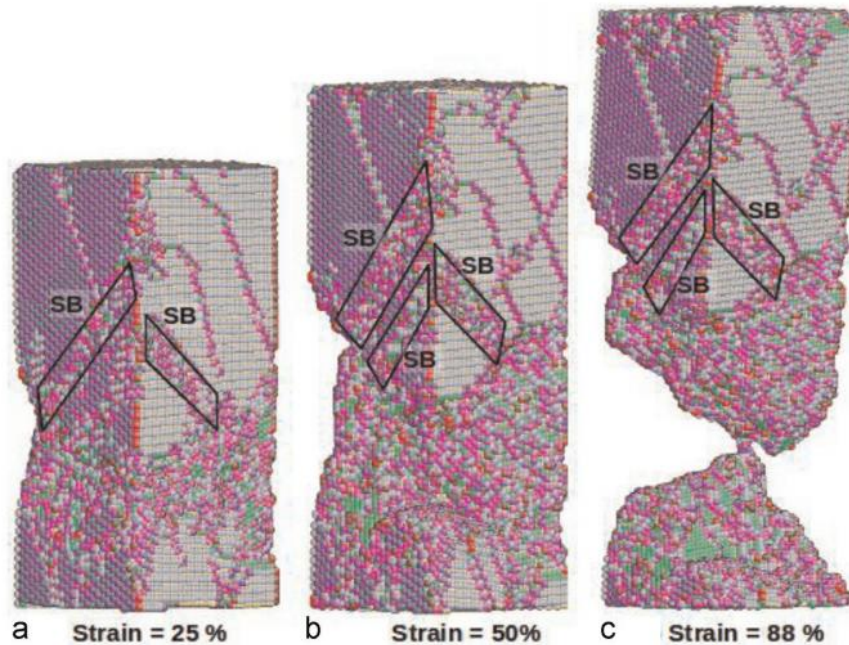 SB
SB
SB
SB
SB
SB
SB
SB
a
Strain = 25 %
b
Strain = 50%
c
Strain = 88 %